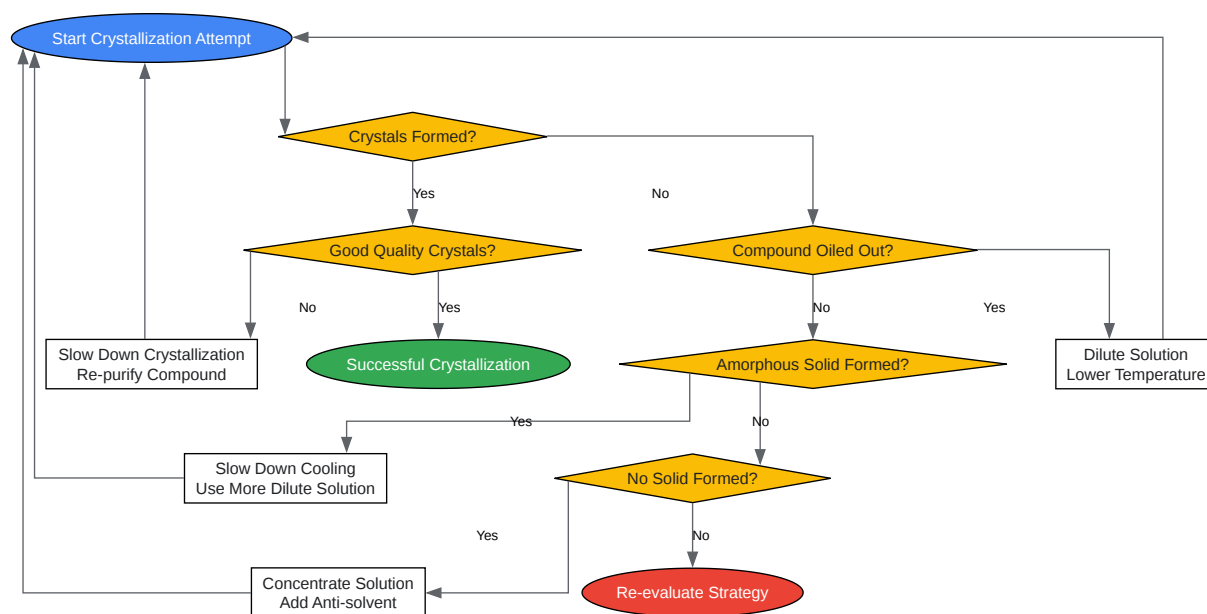 Start Crystallization Attempt
Crystals Formed?
Yes
No
Good Quality Crystals?
Compound Oiled Out?
No
Yes
No
Yes
Slow Down Crystallization
Re-purify Compound
Successful Crystallization
Amorphous Solid Formed?
Dilute Solution
Lower Temperature
Yes
No
Slow Down Cooling
Use More Dilute Solution
No Solid Formed?
Yes
No
Concentrate Solution
Add Anti-solvent
Re-evaluate Strategy